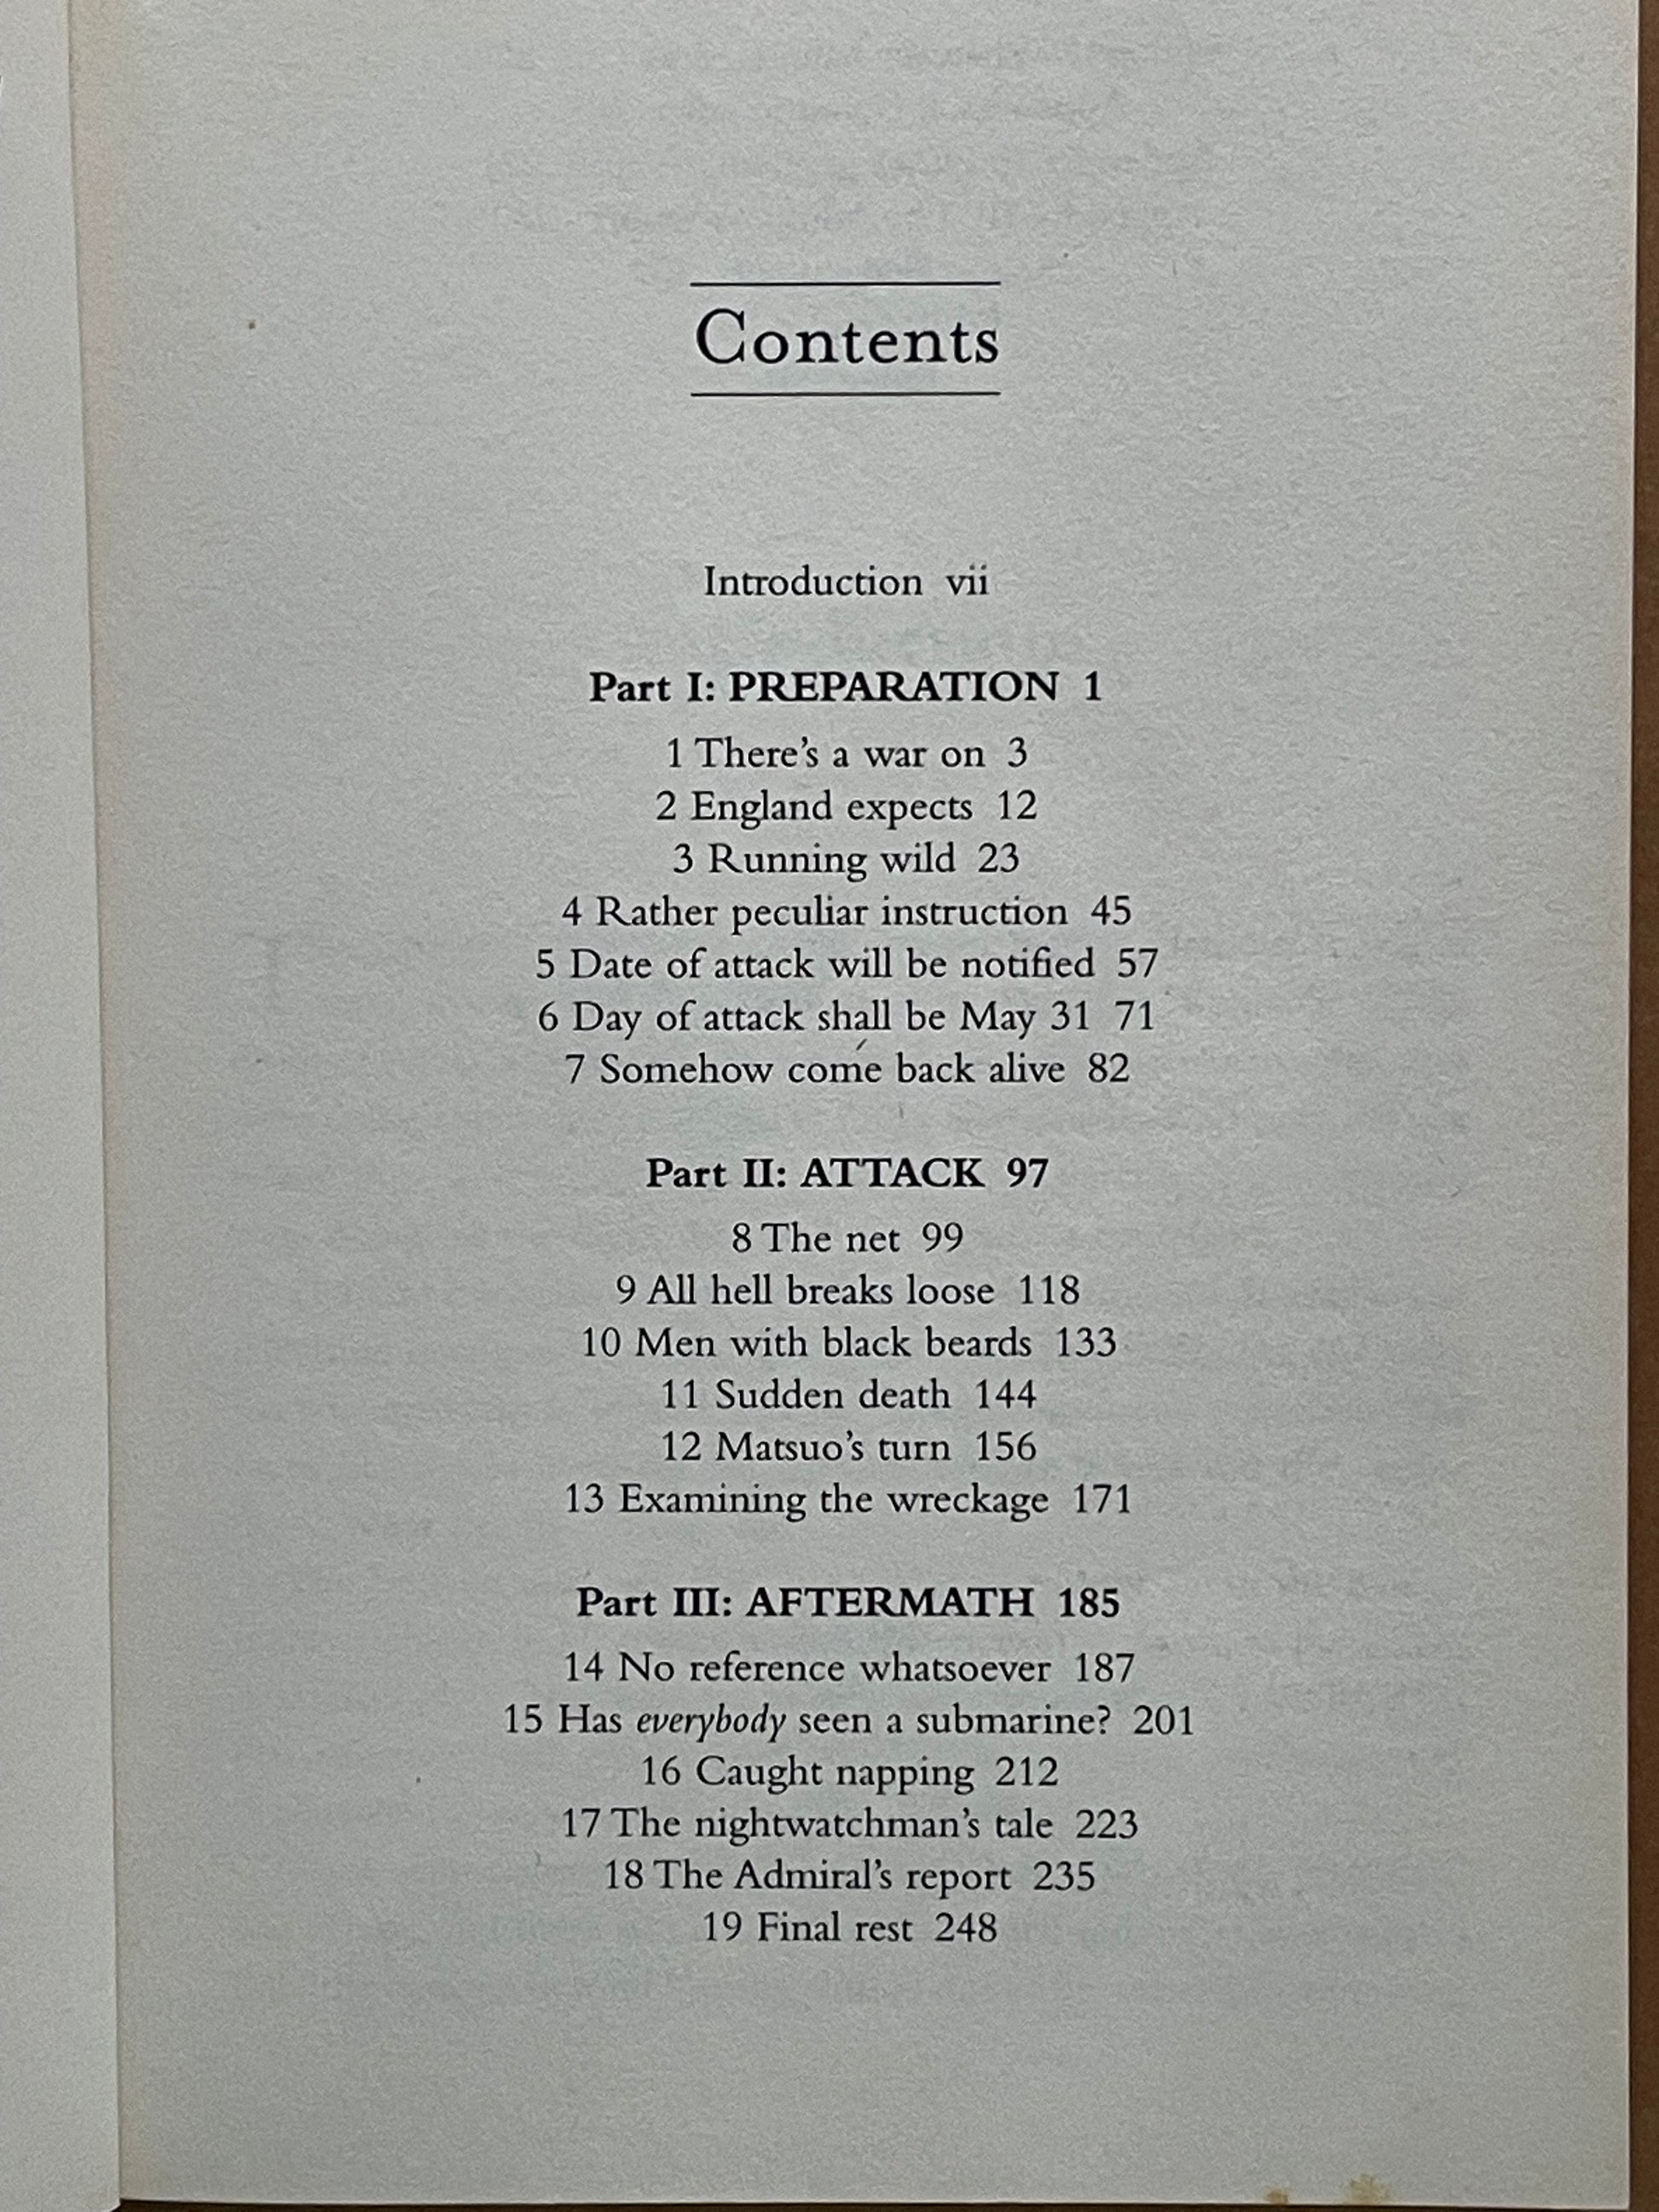 Contents
Introduction vii
Part I: PREPARATION 1
1 There’s a war on 3
2 England expects 12
3 Running wild 23
4 Rather peculiar instruction 45
5 Date of attack will be notified 57
6 Day of attack shall be May 31 71
7 Somehow come back alive 82
Part II: ATTACK 97
8 The net 99
9 All hell breaks loose 118
10 Men with black beards 133
11 Sudden death 144
12 Matsuo’s turn 156
13 Examining the wreckage 171
Part III: AFTERMATH 185
14 No reference whatsoever 187
15 Has everybody seen a submarine? 201
16 Caught napping 212
17 The nightwatchman’s tale 223
18 The Admiral’s report 235
19 Final rest 248